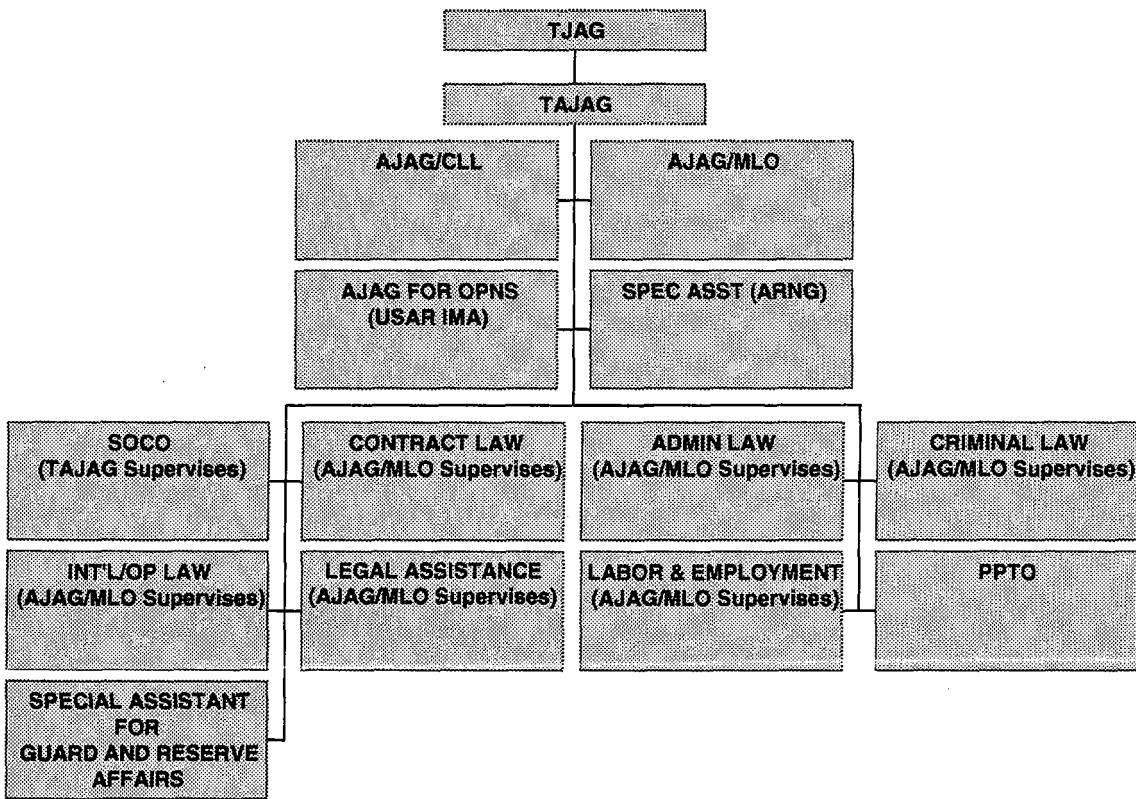 TJAG
TAJAG
AJAG/CLL
AJAG/MLO
AJAG FOR OPNS
(USAR IMA)
SPEC ASST (ARNG)
SOCO
(TAJAG Supervises)
CONTRACT LAW
(AJAG/MLO Supervises)
ADMIN LAW
(AJAG/MLO Supervises)
CRIMINAL LAW
(AJAG/MLO Supervises)
INT'L/OP LAW
(AJAG/MLO Supervises)
LEGAL ASSISTANCE
(AJAG/MLO Supervises)
LABOR & EMPLOYMENT
(AJAG/MLO Supervises)
PPTO
SPECIAL ASSISTANT
FOR
GUARD AND RESERVE
AFFAIRS